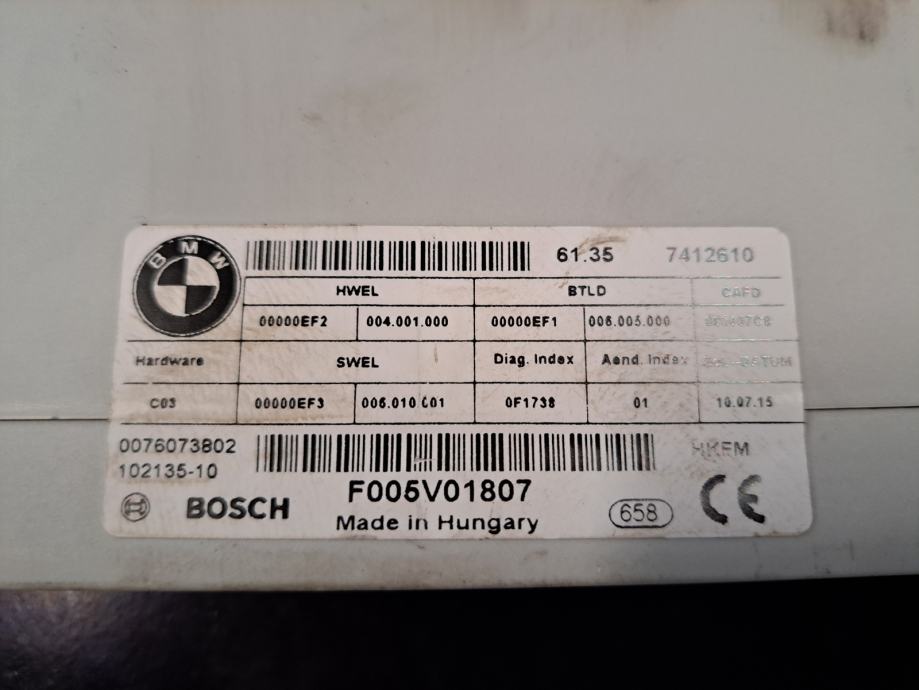 BMW 61.35 7412610
HWEL BTLD CAFD
00000EF2 004.001.000 00000EF1 006.005.000
Hardware SWEL Diag. Index Aend. Index
C03 00000EF3 006.010.001 0F1738 01 10.07.15
0076073802 HKFM
102135-10
F005V01807
BOSCH Made in Hungary 658 CE